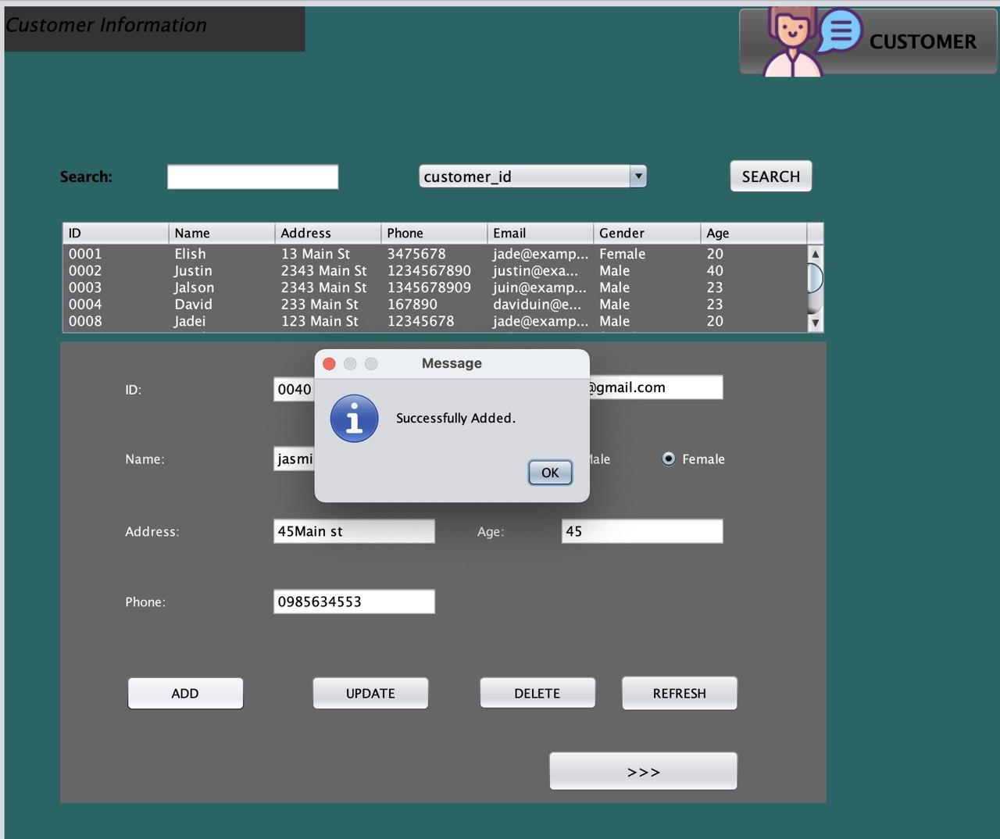 Customer Information
CUSTOMER
Search:
customer_id
SEARCH
ID Name Address Phone Email Gender Age
0001 Elish 13 Main St 3475678 jade@examp... Female 20
0002 Justin 2343 Main St 1234567890 justin@exa... Male 40
0003 Jalson 2343 Main St 1345678909 juin@examp... Male 23
0004 David 233 Main St 167890 daviduin@e... Male 23
0008 Jadei 123 Main St 12345678 jade@examp... Male 20
Message
Successfully Added.
OK
ID: 0040 @gmail.com
Name: jasmi Female
Address: 45Main st Age: 45
Phone: 0985634553
ADD UPDATE DELETE REFRESH
>>>